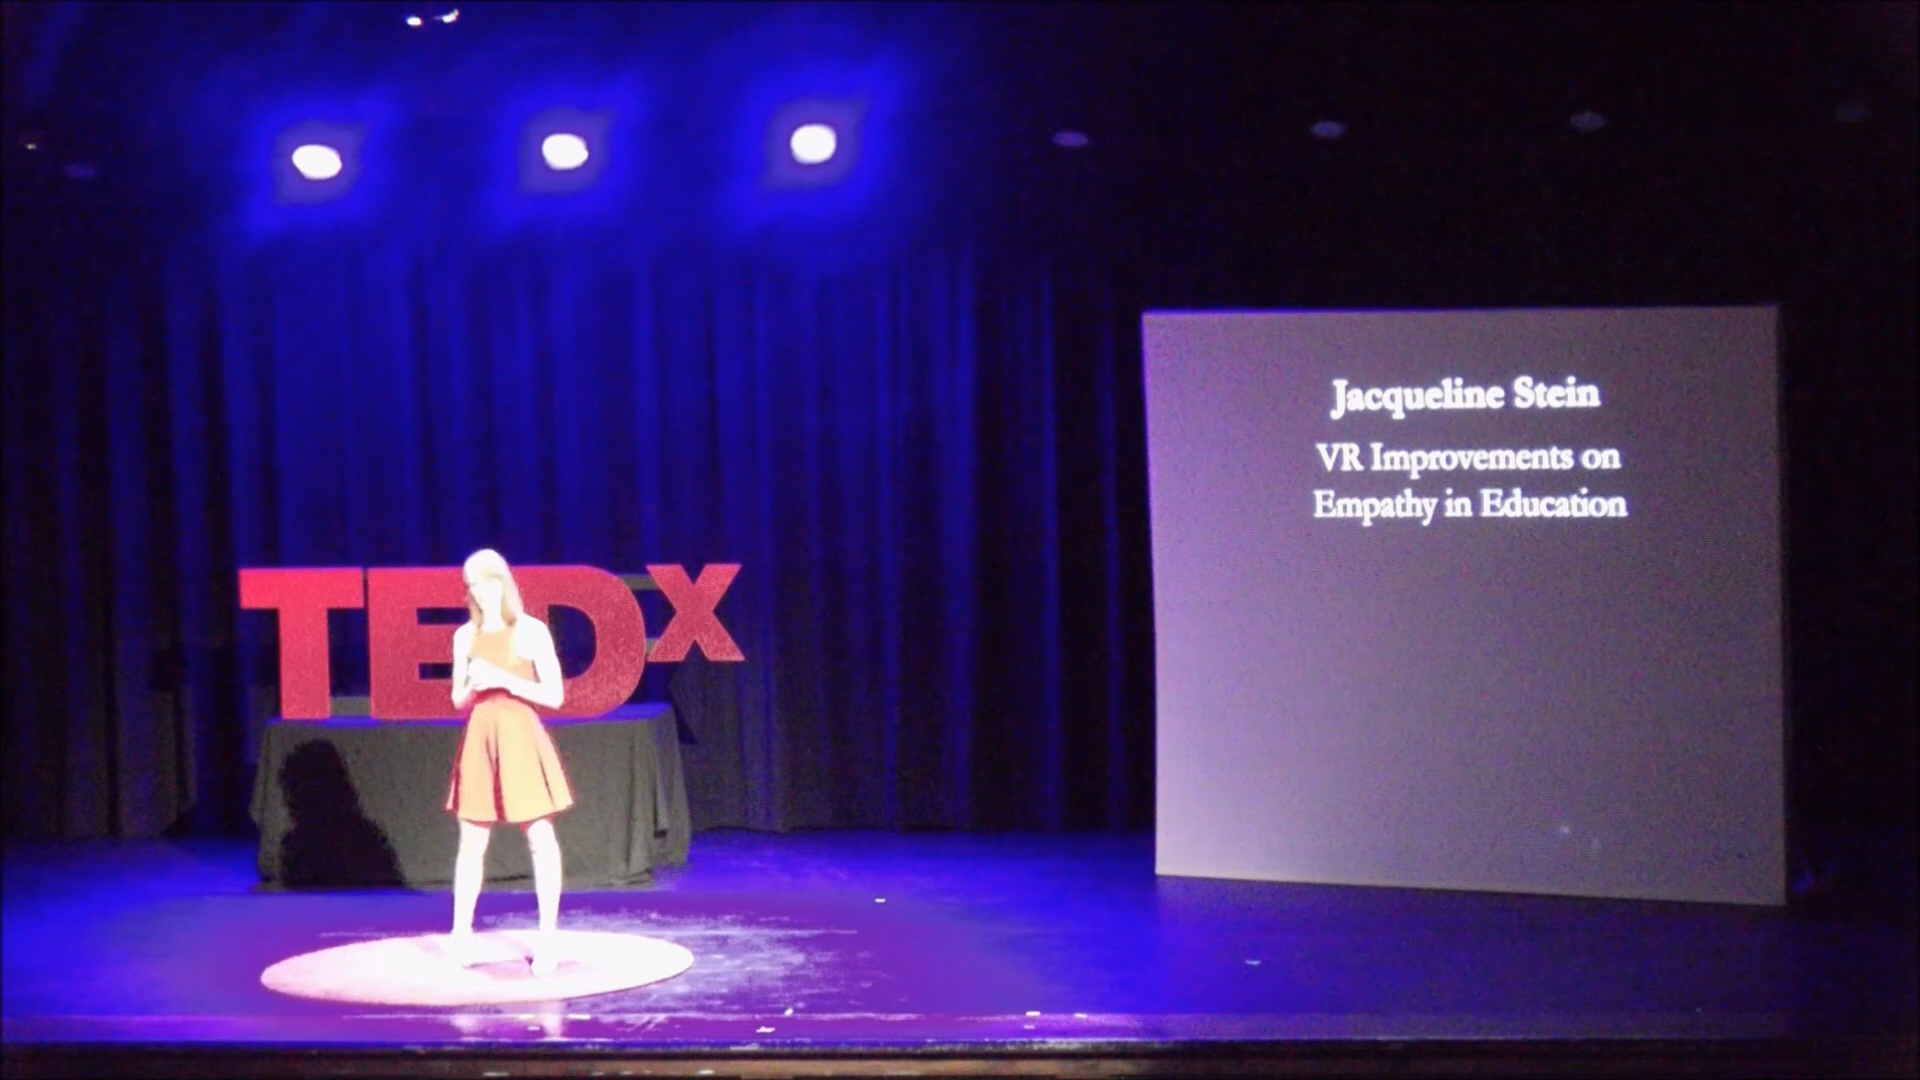 TEDx
Jacqueline Stein
VR Improvements on
Empathy in Education